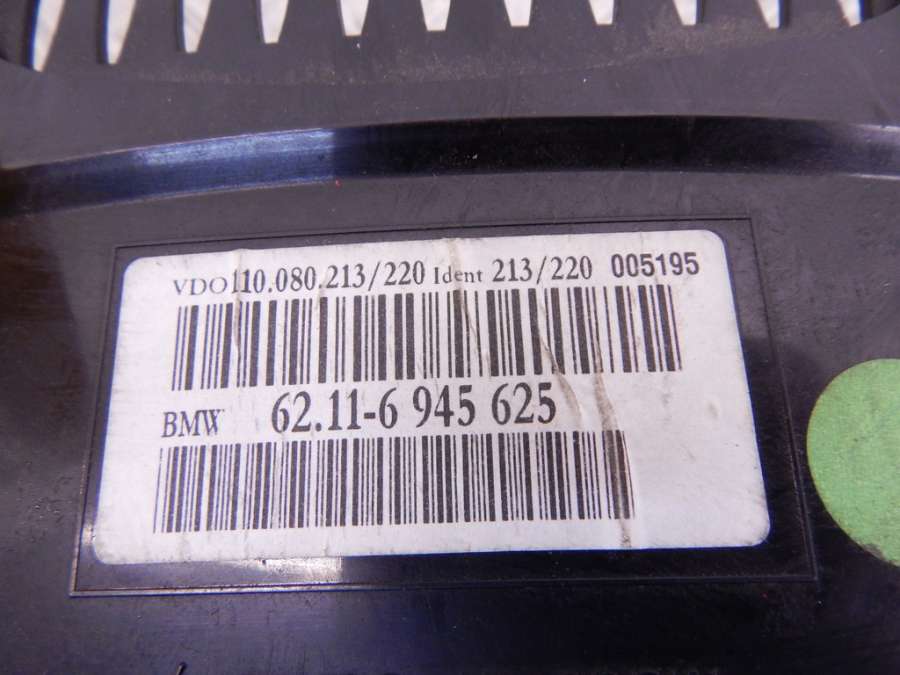 VDO110.080.213/220 Ident 213/220 005195
BMW 62.11-6 945 625